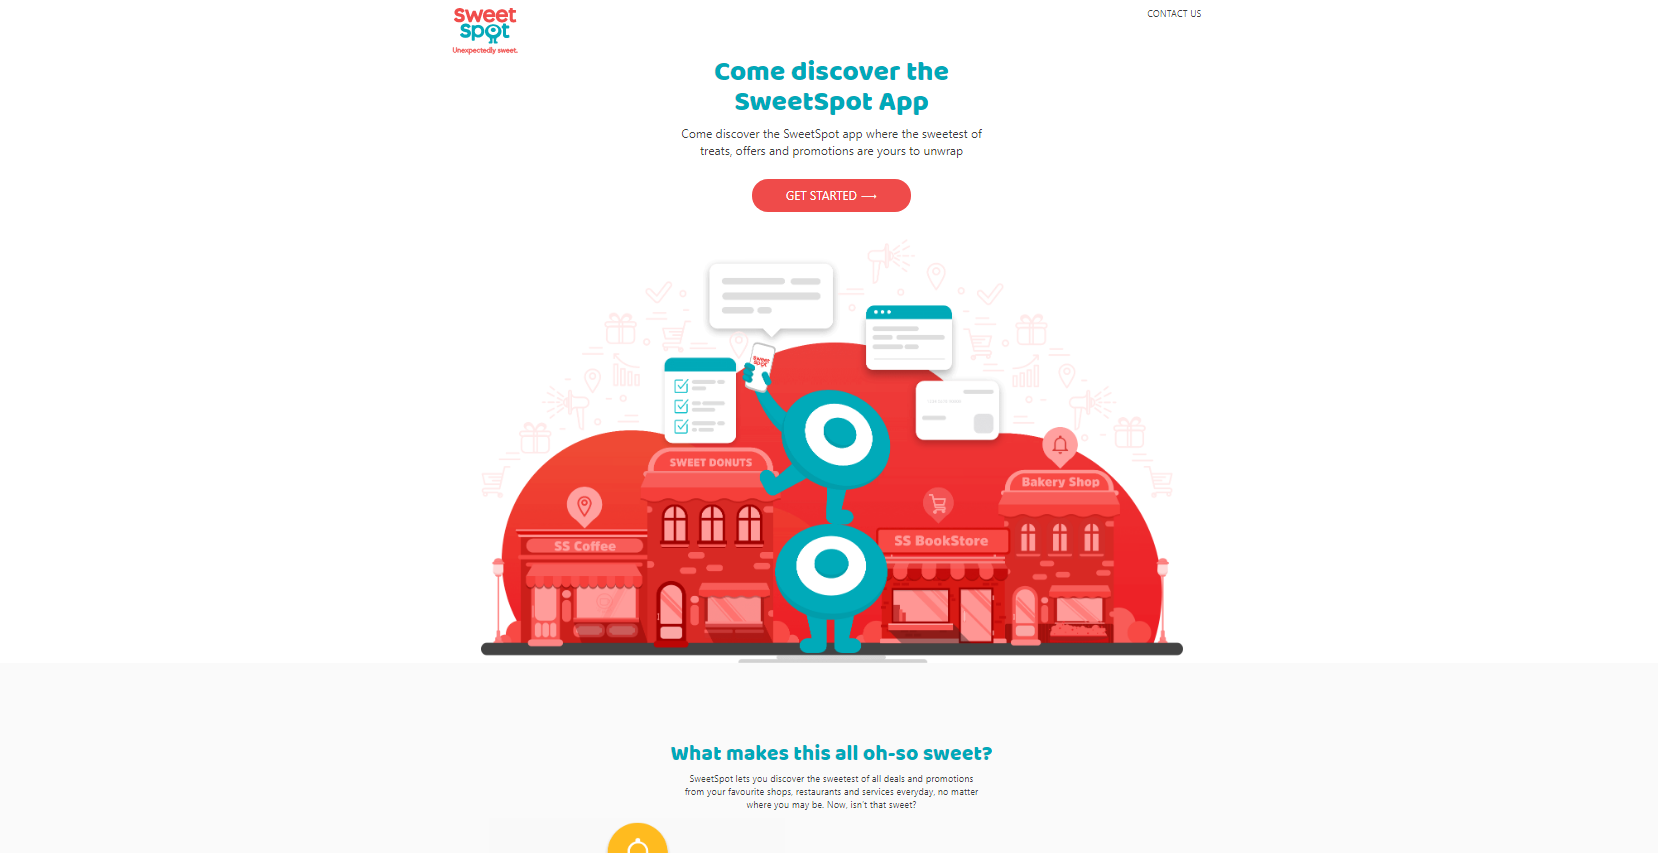 Sweet
Spot
Unexpectedly sweet.
CONTACT US
Come discover the
SweetSpot App
Come discover the SweetSpot app where the sweetest of
treats, offers and promotions are yours to unwrap
GET STARTED ⟶
Sweet
Spot
SWEET DONUTS
Bakery Shop
SS Coffee
SS BookStore
What makes this all oh-so sweet?
SweetSpot lets you discover the sweetest of all deals and promotions
from your favourite shops, restaurants and services everyday, no matter
where you may be. Now, isn't that sweet?